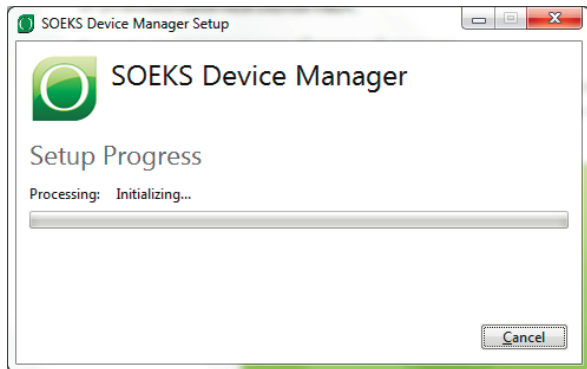 SOEKS Device Manager Setup
SOEKS Device Manager
Setup Progress
Processing: Initializing...
Cancel